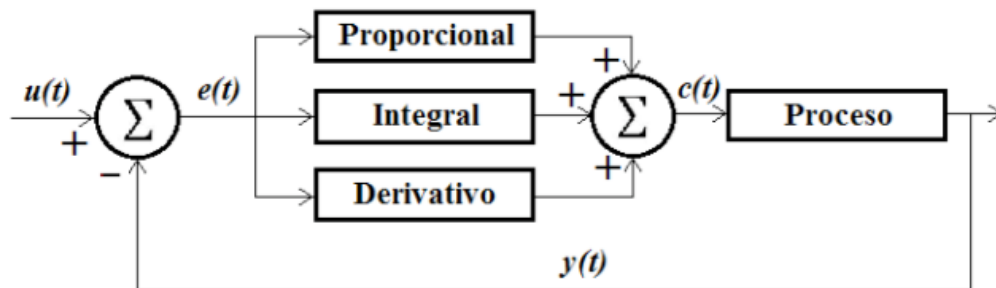 Proporcional
u(t)
e(t)
+
+
c(t)
Σ
Integral
Σ
Proceso
+
−
+
Derivativo
y(t)